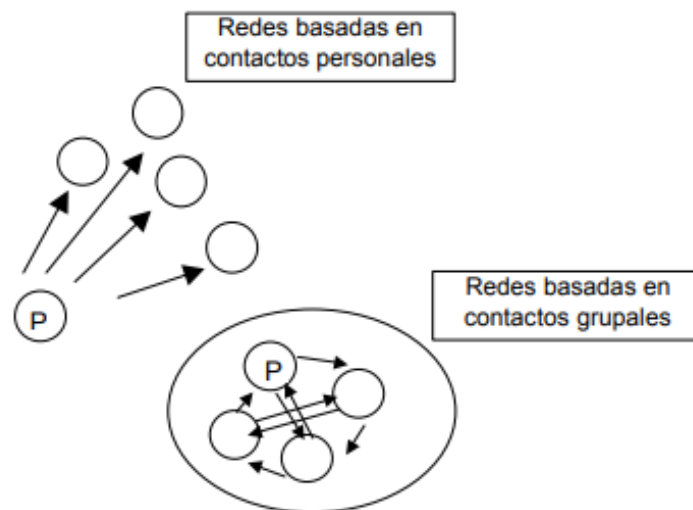 Redes basadas en
contactos personales
P
Redes basadas en
contactos grupales
P